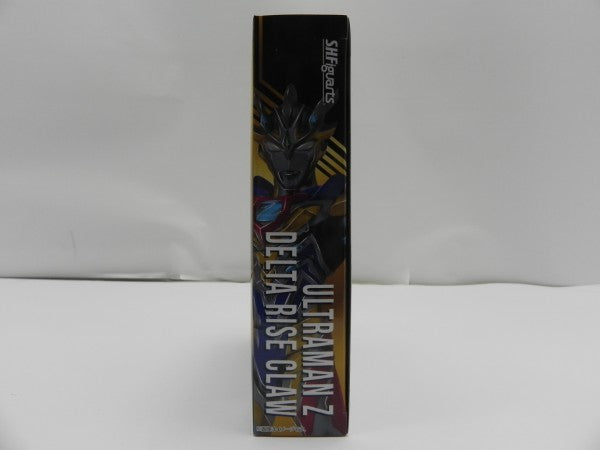 S.H.Figuarts
ULTRAMAN Z
DELTA RISE CLAW